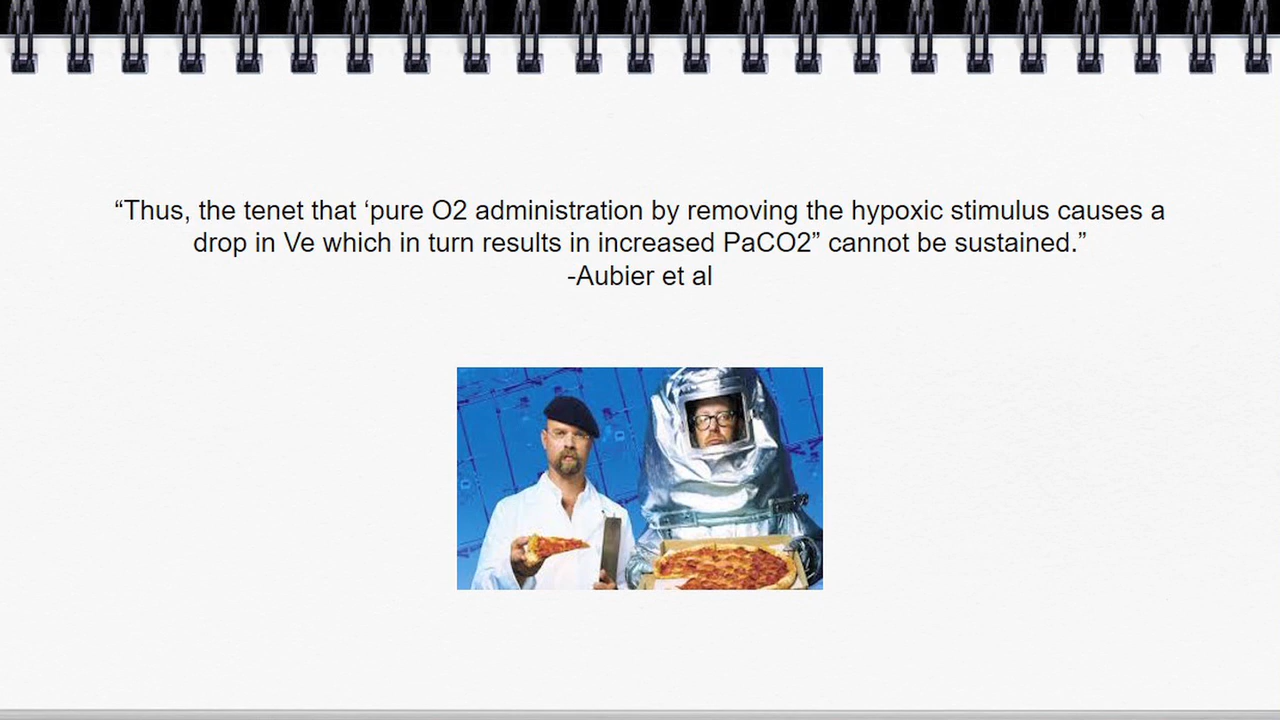 “Thus, the tenet that ‘pure O2 administration by removing the hypoxic stimulus causes a
drop in Ve which in turn results in increased PaCO2” cannot be sustained.”
-Aubier et al